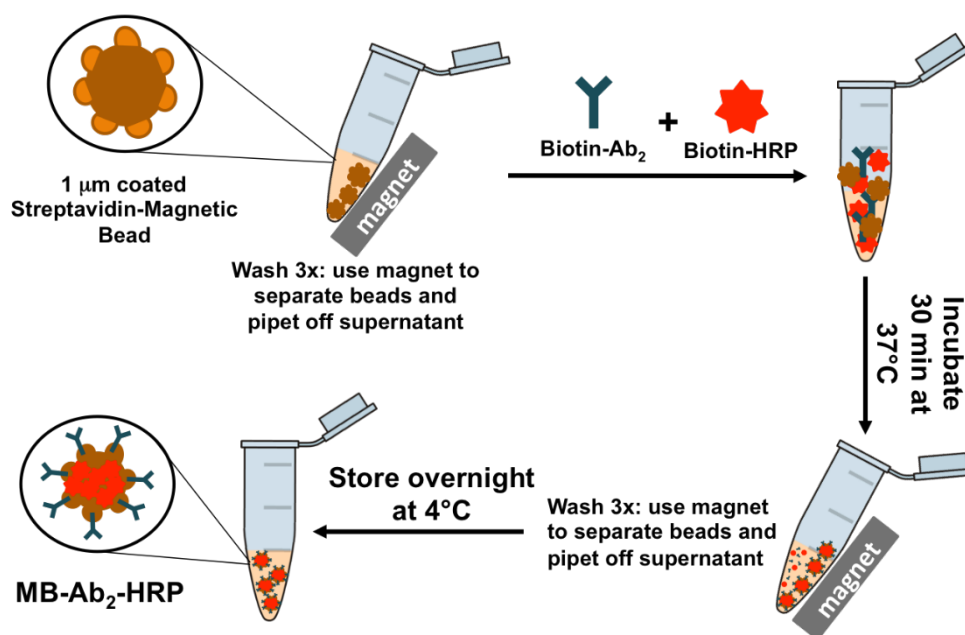 1 μm coated
Streptavidin-Magnetic
Bead
magnet
Wash 3x: use magnet to
separate beads and
pipet off supernatant
Biotin-Ab₂
+
Biotin-HRP
Incubate
30 min at
37°C
Wash 3x: use magnet
to separate beads and
pipet off supernatant
magnet
Store overnight
at 4°C
MB-Ab₂-HRP